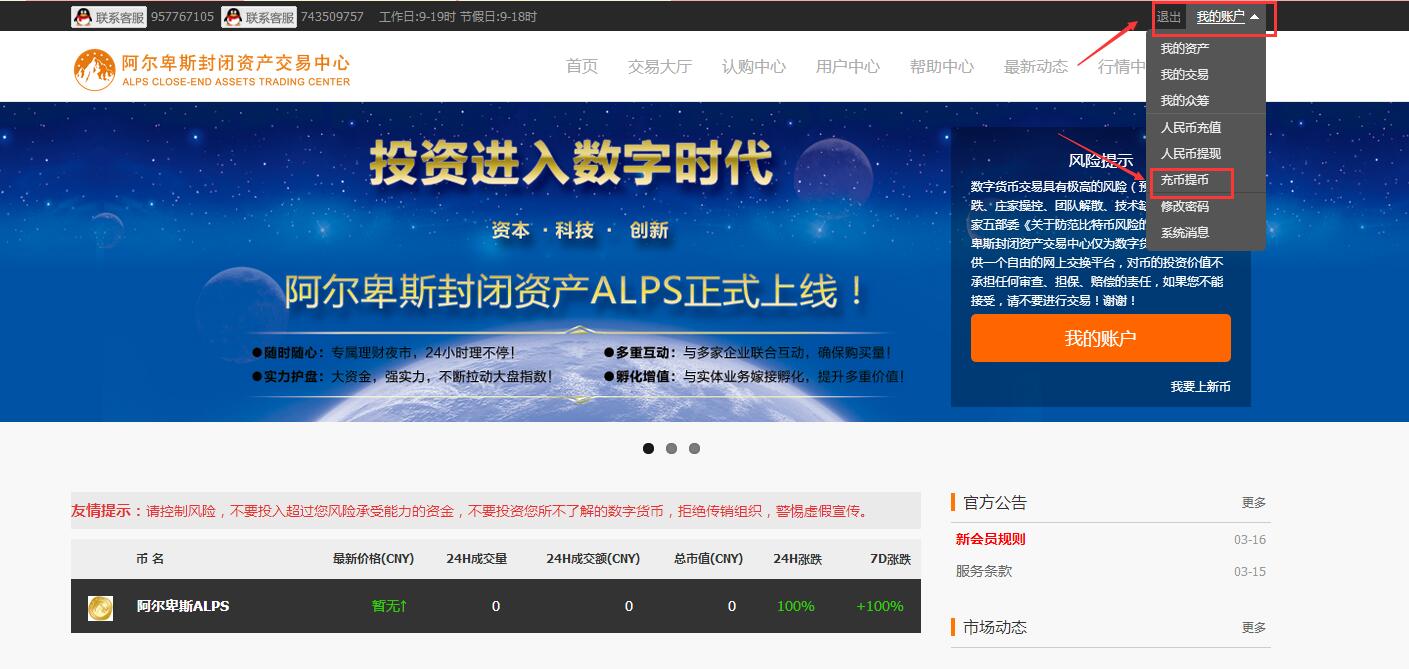 联系客服 957767105 联系客服 743509757 工作日:9-19时 节假日:9-18时 退出 我的账户
阿尔卑斯封闭资产交易中心
ALPS CLOSE-END ASSETS TRADING CENTER
首页 交易大厅 认购中心 用户中心 帮助中心 最新动态 行情中
我的资产
我的交易
我的众筹
人民币充值
人民币提现
充币提币
修改密码
系统消息
投资进入数字时代
资本 · 科技 · 创新
阿尔卑斯封闭资产ALPS正式上线！
●随时随心：专属理财夜市，24小时理不停！
●多重互动：与多家企业联合互动，确保购买量！
●实力护盘：大资金，强实力，不断拉动大盘指数！
●孵化增值：与实体业务嫁接孵化，提升多重价值！
风险提示
数字货币交易具有极高的风险（预
跌、庄家操控、团队解散、技术缺
家五部委《关于防范比特币风险的
卑斯封闭资产交易中心仅为数字货
供一个自由的网上交换平台，对币的投资价值不
承担任何审查、担保、赔偿的责任，如果您不能
接受，请不要进行交易！谢谢！
我的账户
我要上新币
友情提示：请控制风险，不要投入超过您风险承受能力的资金，不要投资您所不了解的数字货币，拒绝传销组织，警惕虚假宣传。
币 名 最新价格(CNY) 24H成交量 24H成交额(CNY) 总市值(CNY) 24H涨跌 7D涨跌
阿尔卑斯ALPS 暂无↑ 0 0 0 100% +100%
官方公告 更多
新会员规则 03-16
服务条款 03-15
市场动态 更多